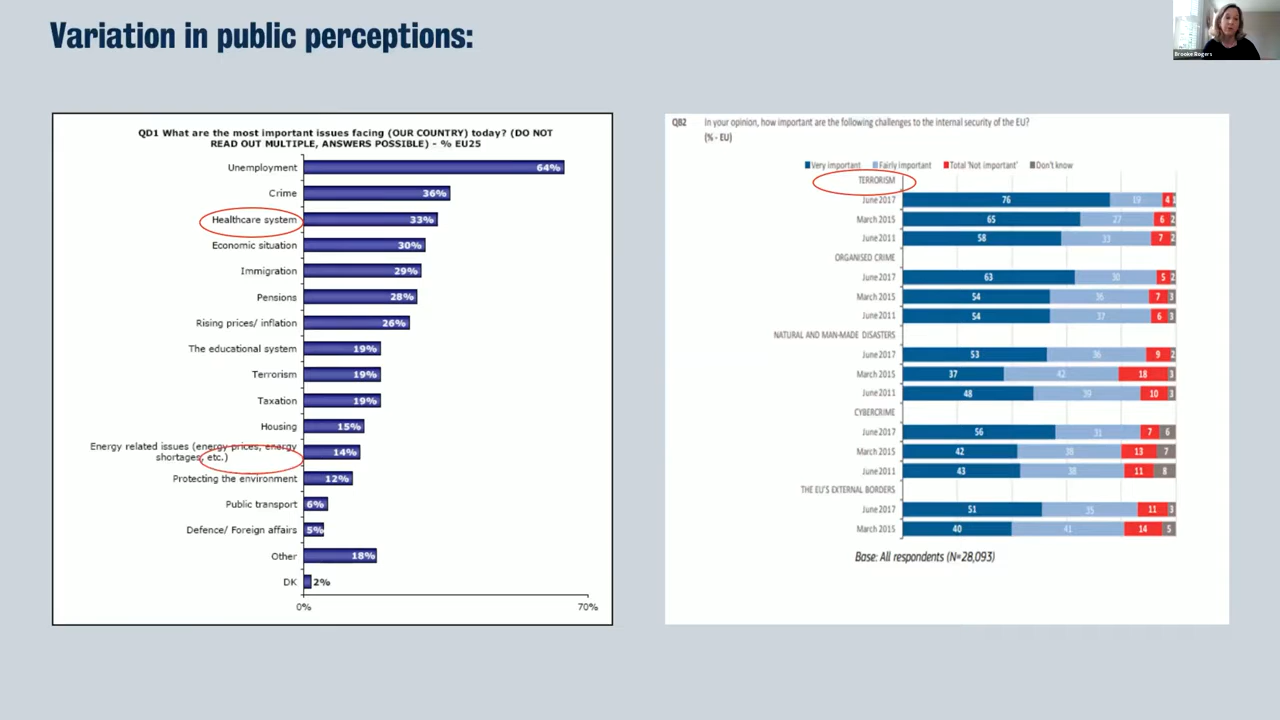 Variation in public perceptions:
Brooke Rogers
QD1 What are the most important issues facing (OUR COUNTRY) today? (DO NOT
READ OUT MULTIPLE, ANSWERS POSSIBLE) - % EU25
Unemployment 64%
Crime 36%
Healthcare system 33%
Economic situation 30%
Immigration 29%
Pensions 28%
Rising prices/ inflation 26%
The educational system 19%
Terrorism 19%
Taxation 19%
Housing 15%
Energy related issues (energy prices, energy
shortages, etc.) 14%
Protecting the environment 12%
Public transport 6%
Defence/ Foreign affairs 5%
Other 18%
DK 2%
0% 70%
QB2 In your opinion, how important are the following challenges to the internal security of the EU?
(% - EU)
Very important Fairly important Total 'Not important' Don't know
TERRORISM
June 2017 76 19 4 1
March 2015 65 27 6 2
June 2011 58 33 7 2
ORGANISED CRIME
June 2017 63 30 5 2
March 2015 54 36 7 3
June 2011 54 37 6 3
NATURAL AND MAN-MADE DISASTERS
June 2017 53 36 9 2
March 2015 37 42 18 3
June 2011 48 39 10 3
CYBERCRIME
June 2017 56 31 7 6
March 2015 42 38 13 7
June 2011 43 38 11 8
THE EU'S EXTERNAL BORDERS
June 2017 51 35 11 3
March 2015 40 41 14 5
Base: All respondents (N=28,093)